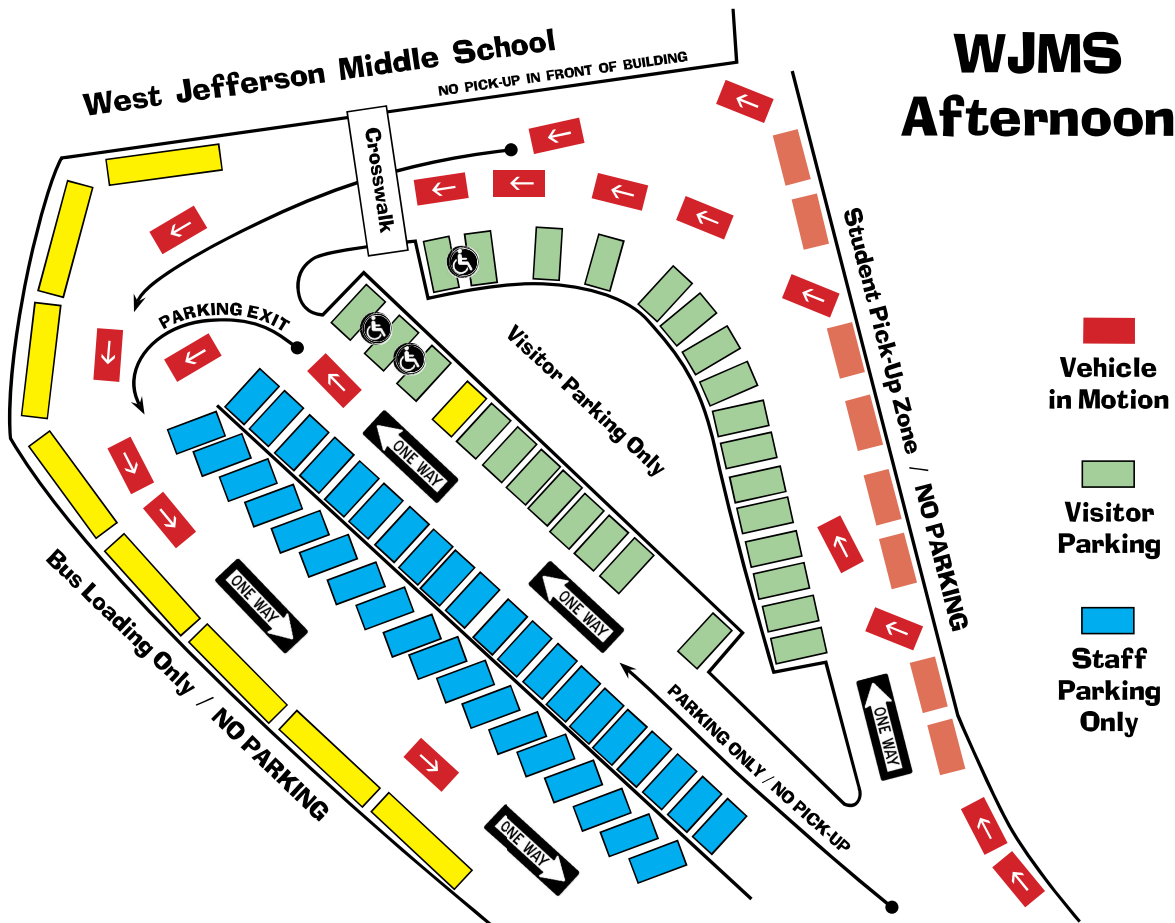 WJMS
Afternoon
West Jefferson Middle School
NO PICK-UP IN FRONT OF BUILDING
Crosswalk
PARKING EXIT
Visitor Parking Only
Student Pick-Up Zone / NO PARKING
ONE WAY
ONE WAY
ONE WAY
ONE WAY
ONE WAY
PARKING ONLY / NO PICK-UP
Bus Loading Only / NO PARKING
Vehicle
in Motion
Visitor
Parking
Staff
Parking
Only